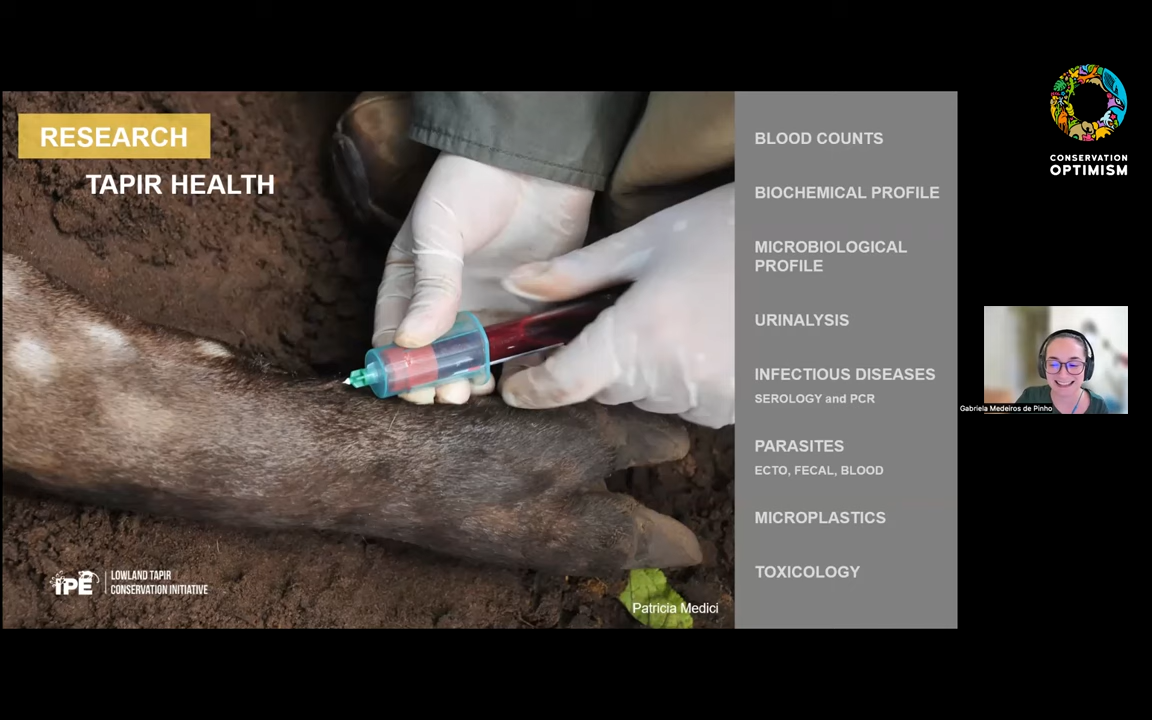 RESEARCH
TAPIR HEALTH
BLOOD COUNTS
BIOCHEMICAL PROFILE
MICROBIOLOGICAL
PROFILE
URINALYSIS
INFECTIOUS DISEASES
SEROLOGY and PCR
PARASITES
ECTO, FECAL, BLOOD
MICROPLASTICS
TOXICOLOGY
IPÊ
LOWLAND TAPIR
CONSERVATION INITIATIVE
Patricia Medici
CONSERVATION
OPTIMISM
Gabriela Medeiros de Pinho